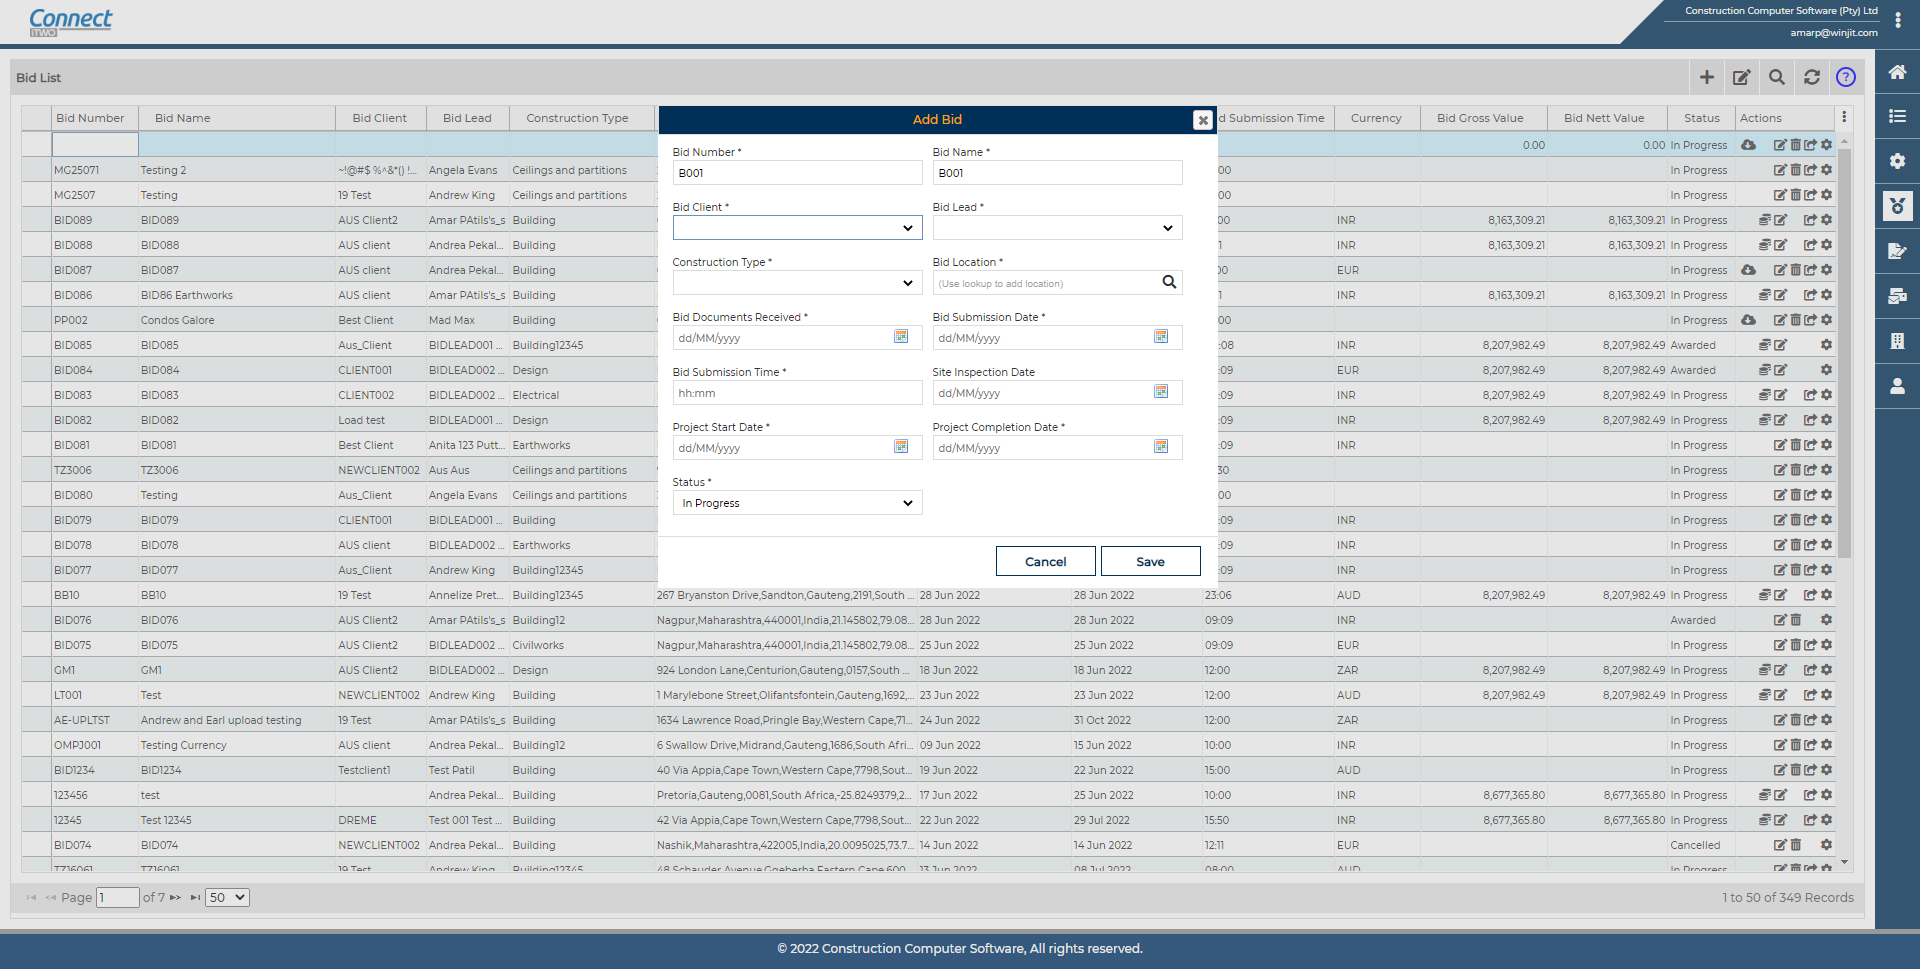 Connect
iTWO
Construction Computer Software (Pty) Ltd
amarp@winjit.com
Bid List
Bid Number Bid Name Bid Client Bid Lead Construction Type d Submission Time Currency Bid Gross Value Bid Nett Value Status Actions
0.00 0.00 In Progress
MG25071 Testing 2 ~!@#$ %^&*() !... Angela Evans Ceilings and partitions :00 In Progress
MG2507 Testing 19 Test Andrew King Ceilings and partitions 00 In Progress
BID089 BID089 AUS Client2 Amar PAtils's_s Building 00 INR 8,163,309.21 8,163,309.21 In Progress
BID088 BID088 AUS client Andrea Pekal... Building 1 INR 8,163,309.21 8,163,309.21 In Progress
BID087 BID087 AUS client Andrea Pekal... Building 00 EUR In Progress
BID086 BID86 Earthworks AUS client Amar PAtils's_s Building 1 INR 8,163,309.21 8,163,309.21 In Progress
PP002 Condos Galore Best Client Mad Max Building :00 In Progress
BID085 BID085 Aus_Client BIDLEAD001 ... Building12345 :08 INR 8,207,982.49 8,207,982.49 Awarded
BID084 BID084 CLIENT001 BIDLEAD002 ... Design :09 EUR 8,207,982.49 8,207,982.49 Awarded
BID083 BID083 CLIENT002 BIDLEAD002 ... Electrical :09 INR 8,207,982.49 8,207,982.49 In Progress
BID082 BID082 Load test BIDLEAD001 ... Design :09 INR 8,207,982.49 8,207,982.49 In Progress
BID081 BID081 Best Client Anita 123 Putt... Earthworks :09 INR In Progress
TZ3006 TZ3006 NEWCLIENT002 Aus Aus Ceilings and partitions 30 In Progress
BID080 Testing Aus_Client Angela Evans Ceilings and partitions :00 In Progress
BID079 BID079 CLIENT001 BIDLEAD001 ... Building :09 INR In Progress
BID078 BID078 AUS client BIDLEAD002 ... Earthworks :09 INR In Progress
BID077 BID077 Aus_Client Andrew King Building12345 :09 INR In Progress
BB10 BB10 19 Test Annelize Pret... Building12345 267 Bryanston Drive,Sandton,Gauteng,2191,South ... 28 Jun 2022 28 Jun 2022 23:06 AUD 8,207,982.49 8,207,982.49 In Progress
BID076 BID076 AUS Client2 Amar PAtils's_s Building12 Nagpur,Maharashtra,440001,India,21.145802,79.08... 28 Jun 2022 28 Jun 2022 09:09 INR Awarded
BID075 BID075 AUS Client2 BIDLEAD002 ... Civilworks Nagpur,Maharashtra,440001,India,21.145802,79.08... 25 Jun 2022 25 Jun 2022 09:09 EUR In Progress
GM1 GM1 AUS Client2 BIDLEAD002 ... Design 924 London Lane,Centurion,Gauteng,0157,South ... 18 Jun 2022 18 Jun 2022 12:00 ZAR 8,207,982.49 8,207,982.49 In Progress
LT001 Test NEWCLIENT002 Andrew King Building 1 Marylebone Street,Olifantsfontein,Gauteng,1692,... 23 Jun 2022 23 Jun 2022 12:00 AUD 8,207,982.49 8,207,982.49 In Progress
AE-UPLTST Andrew and Earl upload testing 19 Test Amar PAtils's_s Building 1634 Lawrence Road,Pringle Bay,Western Cape,71... 24 Jun 2022 31 Oct 2022 12:00 ZAR In Progress
OMPJ001 Testing Currency AUS client Andrea Pekal... Building12 6 Swallow Drive,Midrand,Gauteng,1686,South Afri... 09 Jun 2022 15 Jun 2022 10:00 INR In Progress
BID1234 BID1234 Testclient1 Test Patil Building 40 Via Appia,Cape Town,Western Cape,7798,Sout... 19 Jun 2022 22 Jun 2022 15:00 AUD In Progress
123456 test Andrea Pekal... Building Pretoria,Gauteng,0081,South Africa,-25.8249379,2... 17 Jun 2022 25 Jun 2022 10:00 INR 8,677,365.80 8,677,365.80 In Progress
12345 Test 12345 DREME Test 001 Test ... Building 42 Via Appia,Cape Town,Western Cape,7798,Sout... 22 Jun 2022 29 Jul 2022 15:50 INR 8,677,365.80 8,677,365.80 In Progress
BID074 BID074 NEWCLIENT002 Andrea Pekal... Building Nashik,Maharashtra,422005,India,20.0095025,73.7... 14 Jun 2022 14 Jun 2022 12:11 EUR Cancelled
TZ16061 TZ16061 19 Test Andrew King Building12345 48 Schauder Avenue,Gqeberha,Eastern Cape,600... 13 Jun 2022 08 Jul 2022 08:00 AUD In Progress
Add Bid
Bid Number * Bid Name *
B001 B001
Bid Client * Bid Lead *
Construction Type * Bid Location *
(Use lookup to add location)
Bid Documents Received * Bid Submission Date *
dd/MM/yyyy dd/MM/yyyy
Bid Submission Time * Site Inspection Date
hh:mm dd/MM/yyyy
Project Start Date * Project Completion Date *
dd/MM/yyyy dd/MM/yyyy
Status *
In Progress
Cancel Save
Page 1 of 7 50 1 to 50 of 349 Records
© 2022 Construction Computer Software, All rights reserved.